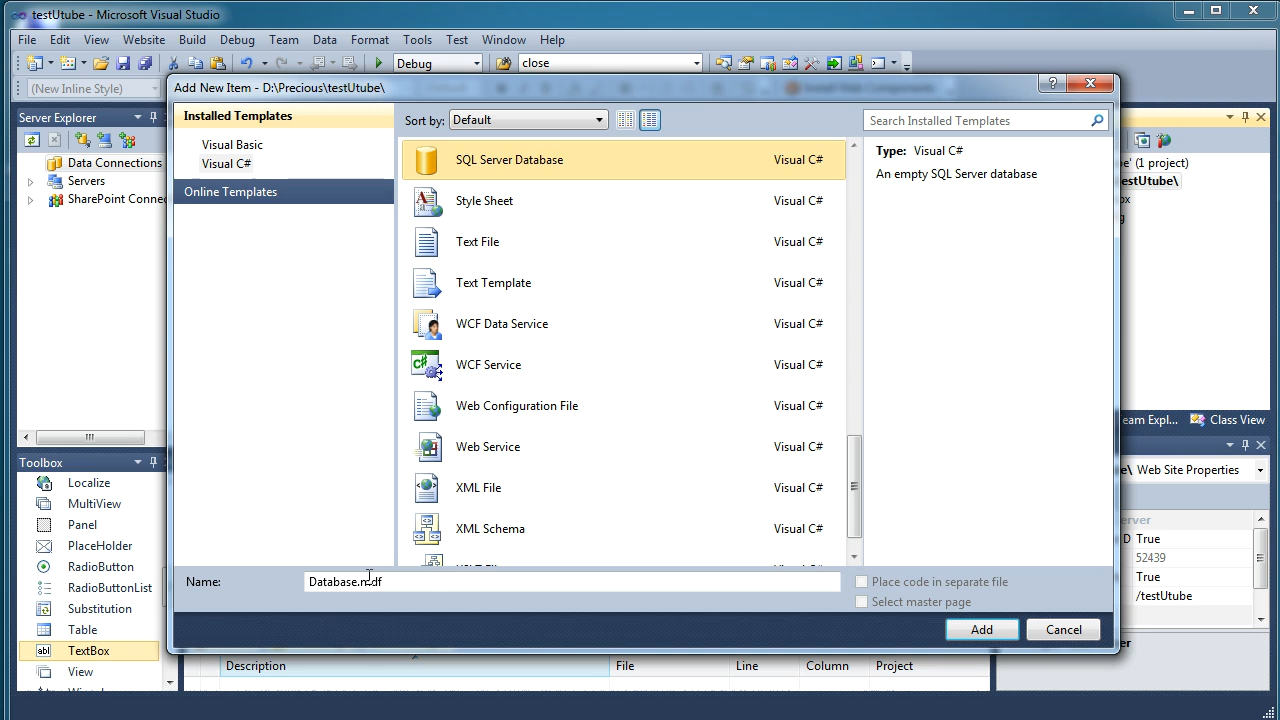 testUtube - Microsoft Visual Studio
File Edit View Website Build Debug Team Data Format Tools Test Window Help
Debug close
(New Inline Style)
Add New Item - D:\Precious\testUtube\
Server Explorer
Data Connections
Servers
SharePoint Connec
Installed Templates
Visual Basic
Visual C#
Online Templates
Sort by: Default
Search Installed Templates
SQL Server Database Visual C#
Style Sheet Visual C#
Text File Visual C#
Text Template Visual C#
WCF Data Service Visual C#
WCF Service Visual C#
Web Configuration File Visual C#
Web Service Visual C#
XML File Visual C#
XML Schema Visual C#
Type: Visual C#
An empty SQL Server database
Name: Database.mdf
Place code in separate file
Select master page
Add Cancel
Toolbox
Localize
MultiView
Panel
PlaceHolder
RadioButton
RadioButtonList
Substitution
Table
TextBox
View
Description File Line Column Project
e' (1 project)
estUtube\
ox
g
eam Expl... Class View
e\ Web Site Properties
erver
D True
52439
True
/testUtube
er